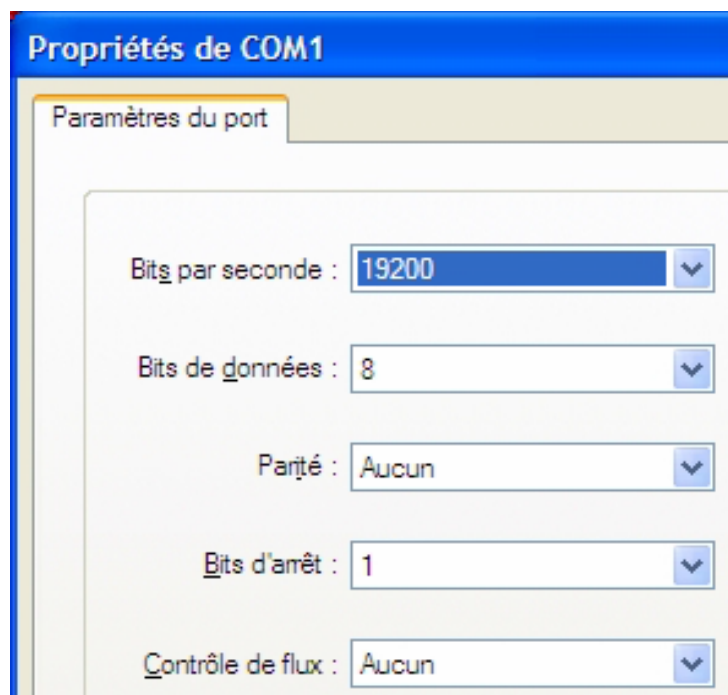 Propriétés de COM1
Paramètres du port
Bits par seconde : 19200
Bits de données : 8
Parité : Aucun
Bits d'arrêt : 1
Contrôle de flux : Aucun